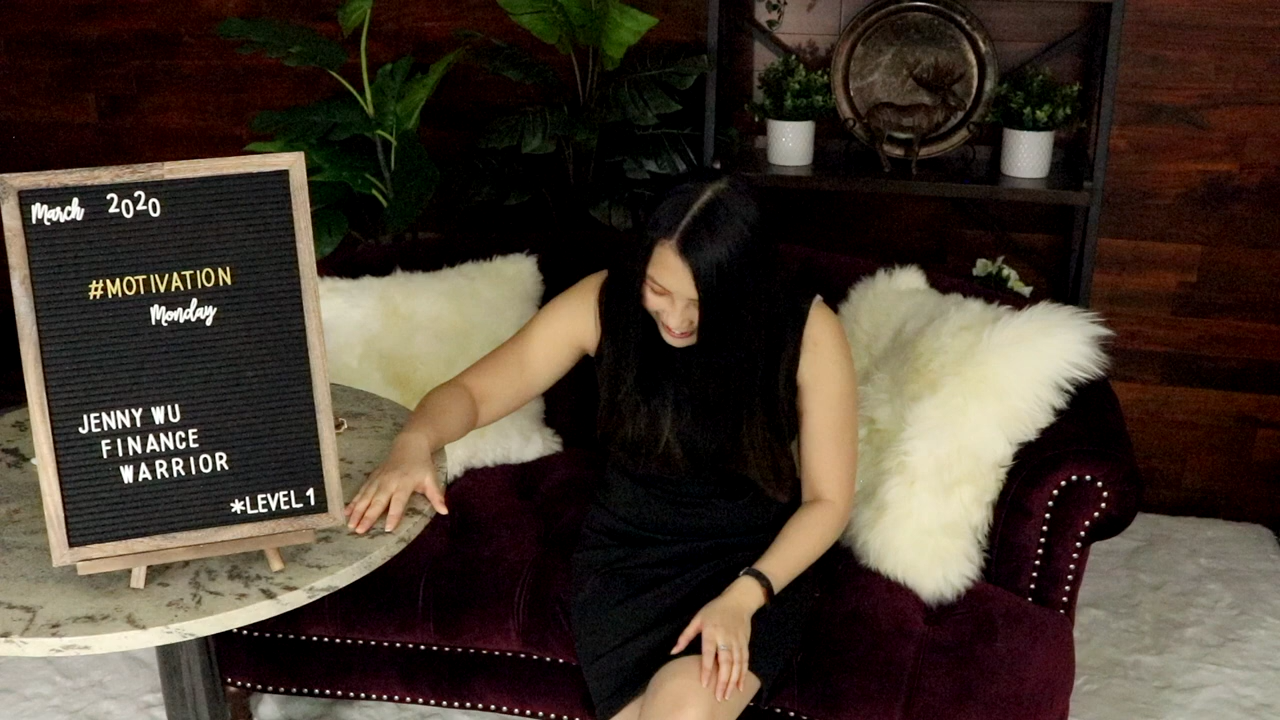 March 2020
#MOTIVATION
Monday
JENNY WU
FINANCE
WARRIOR
*LEVEL 1